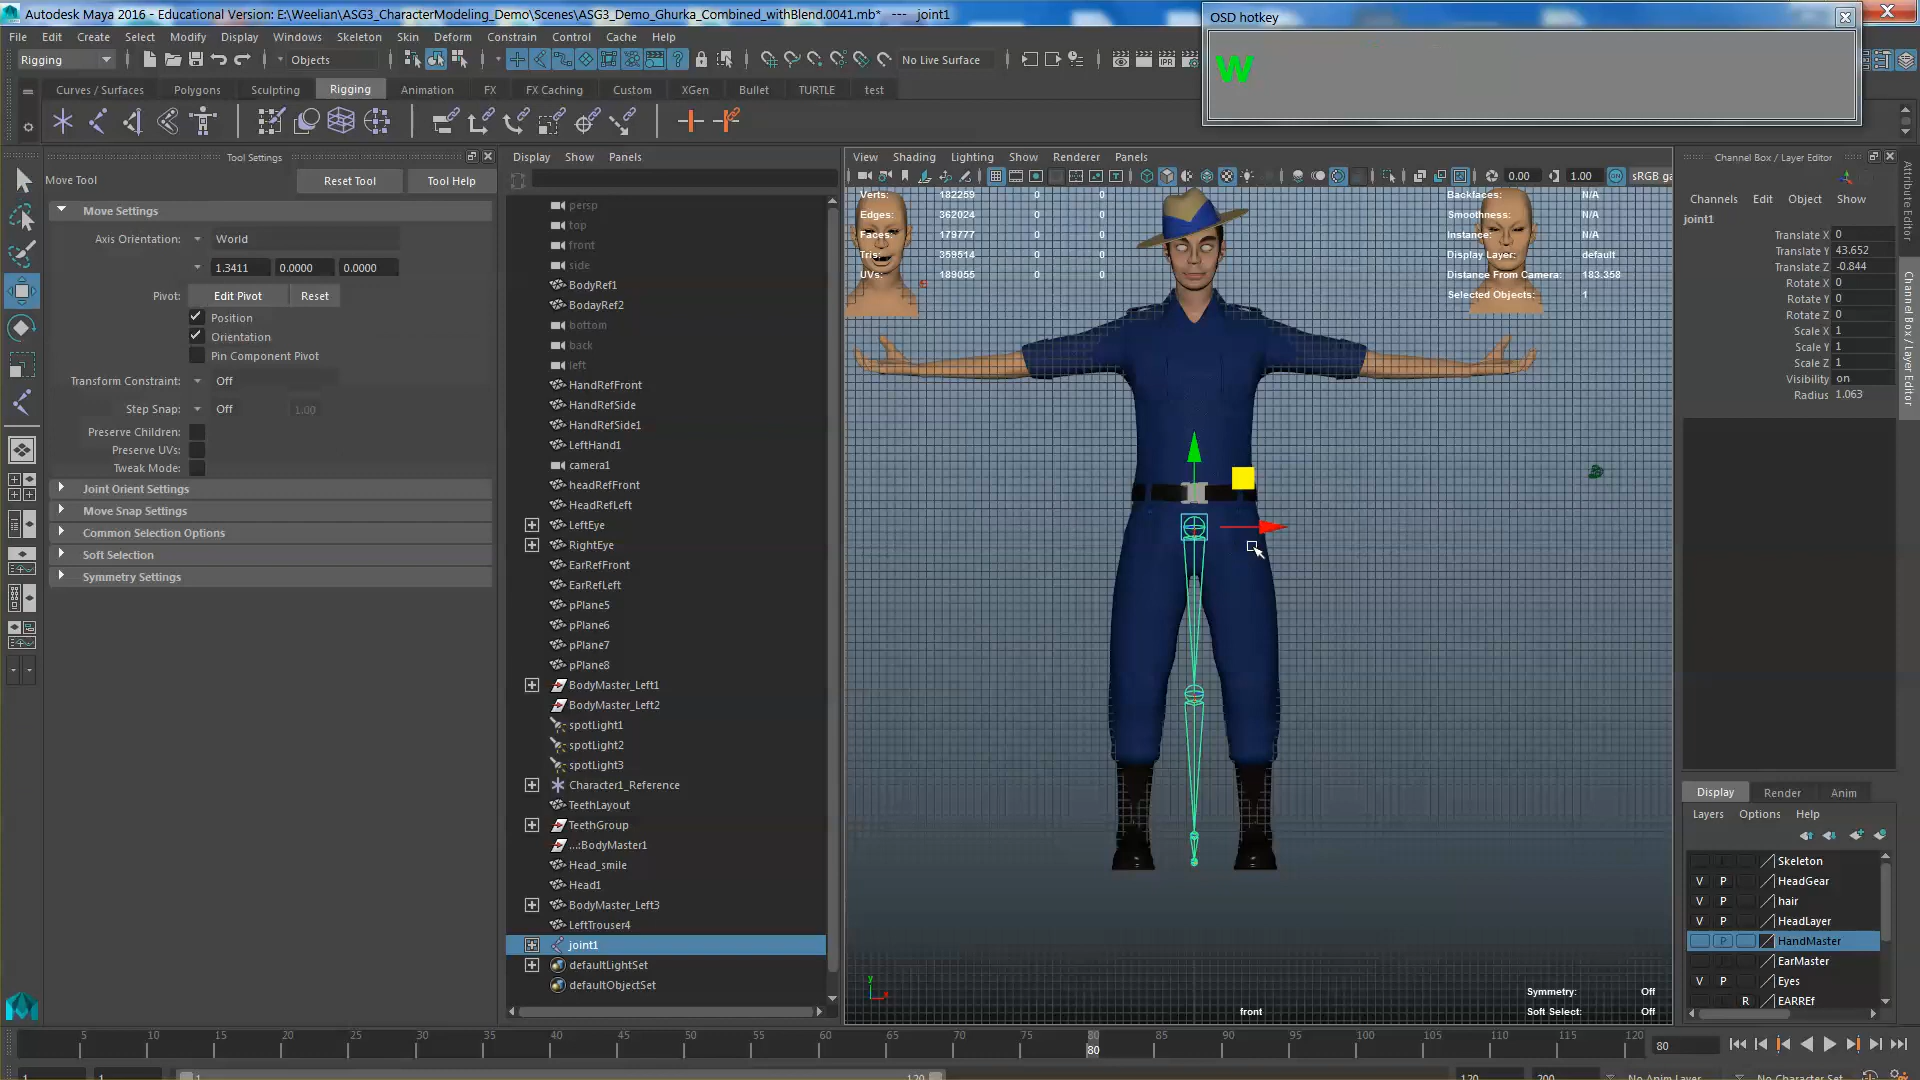 Autodesk Maya 2016 - Educational Version: E:\Weelian\ASG3_CharacterModeling_Demo\Scenes\ASG3_Demo_Ghurka_Combined_withBlend.0041.mb* --- joint1
OSD hotkey
W
File Edit Create Select Modify Display Windows Skeleton Skin Deform Constrain Control Cache Help
Rigging
Objects
No Live Surface
IPR
Curves / Surfaces Polygons Sculpting Rigging Animation FX FX Caching Custom XGen Bullet TURTLE test
Tool Settings
Move Tool
Reset Tool
Tool Help
Move Settings
Axis Orientation: World
1.3411 0.0000 0.0000
Pivot: Edit Pivot Reset
Position
Orientation
Pin Component Pivot
Transform Constraint: Off
Step Snap: Off 1.00
Preserve Children:
Preserve UVs:
Tweak Mode:
Joint Orient Settings
Move Snap Settings
Common Selection Options
Soft Selection
Symmetry Settings
Display Show Panels
persp
top
front
side
BodyRef1
BodayRef2
bottom
back
left
HandRefFront
HandRefSide
HandRefSide1
LeftHand1
camera1
headRefFront
HeadRefLeft
LeftEye
RightEye
EarRefFront
EarRefLeft
pPlane5
pPlane6
pPlane7
pPlane8
BodyMaster_Left1
BodyMaster_Left2
spotLight1
spotLight2
spotLight3
Character1_Reference
TeethLayout
TeethGroup
...:BodyMaster1
Head_smile
Head1
BodyMaster_Left3
LeftTrouser4
joint1
defaultLightSet
defaultObjectSet
View Shading Lighting Show Renderer Panels
0.00 1.00 sRGB ga
Verts: 182259 0 0
Edges: 362024 0 0
Faces: 179777 0 0
Tris: 359514 0 0
UVs: 189055 0 0
Backfaces: N/A
Smoothness: N/A
Instance: N/A
Display Layer: default
Distance From Camera: 183.358
Selected Objects: 1
y
Symmetry: Off
Soft Select: Off
front
Channel Box / Layer Editor
Channels Edit Object Show
joint1
Translate X 0
Translate Y 43.652
Translate Z -0.844
Rotate X 0
Rotate Y 0
Rotate Z 0
Scale X 1
Scale Y 1
Scale Z 1
Visibility on
Radius 1.063
Attribute Editor
Channel Box / Layer Editor
Display Render Anim
Layers Options Help
Skeleton
V P HeadGear
V P hair
V P HeadLayer
P HandMaster
EarMaster
V P Eyes
R EARREf
5 10 15 20 25 30 35 40 45 50 55 60 65 70 75 80 85 90 95 100 105 110 115 120
80
80
1 1 1 120 120 200 No Anim Layer No Character Set